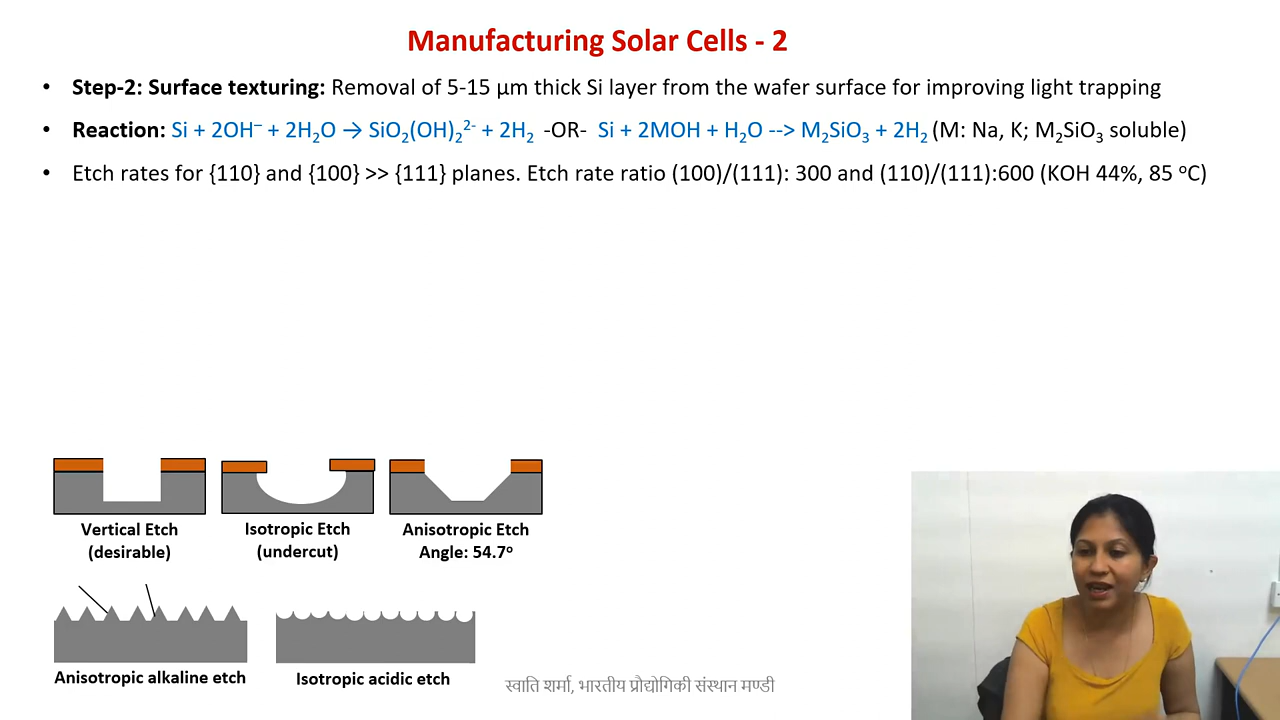 Manufacturing Solar Cells - 2
• Step-2: Surface texturing: Removal of 5-15 µm thick Si layer from the wafer surface for improving light trapping
• Reaction: Si + 2OH⁻ + 2H₂O → SiO₂(OH)₂²⁻ + 2H₂ -OR- Si + 2MOH + H₂O --> M₂SiO₃ + 2H₂ (M: Na, K; M₂SiO₃ soluble)
• Etch rates for {110} and {100} >> {111} planes. Etch rate ratio (100)/(111): 300 and (110)/(111):600 (KOH 44%, 85 ºC)
Vertical Etch
(desirable)
Isotropic Etch
(undercut)
Anisotropic Etch
Angle: 54.7º
Anisotropic alkaline etch
Isotropic acidic etch
स्वाति शर्मा, भारतीय प्रौद्योगिकी संस्थान मण्डी